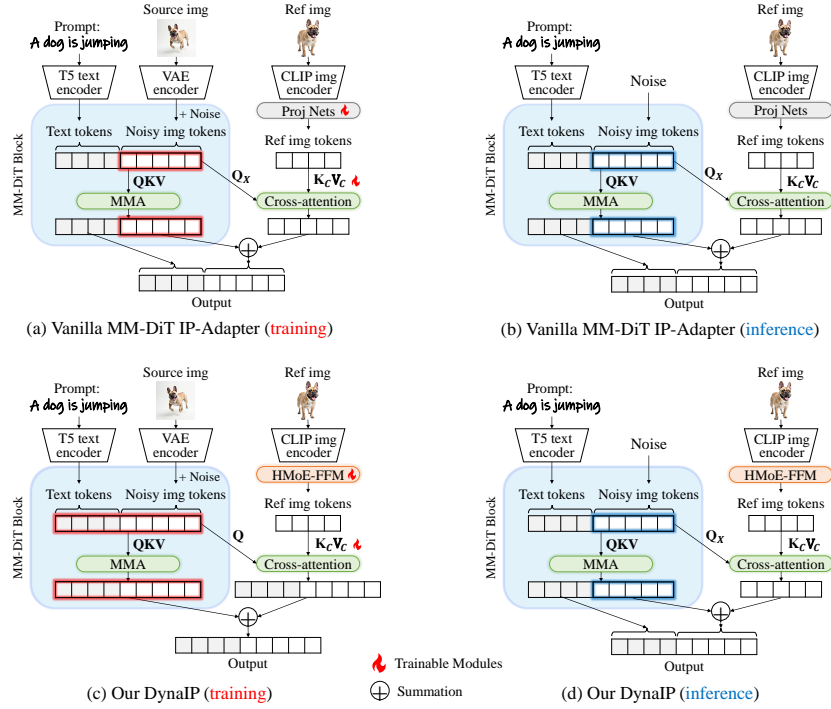 Source img
Ref img
Prompt:
A dog is jumping
T5 text encoder
VAE encoder
CLIP img encoder
+ Noise
Proj Nets
MM-DiT Block
Text tokens
Noisy img tokens
Ref img tokens
QKV
Q_X
K_C V_C
MMA
Cross-attention
Output
(a) Vanilla MM-DiT IP-Adapter (training)
Ref img
Prompt:
A dog is jumping
T5 text encoder
Noise
CLIP img encoder
Proj Nets
MM-DiT Block
Text tokens
Noisy img tokens
Ref img tokens
QKV
Q_X
K_C V_C
MMA
Cross-attention
Output
(b) Vanilla MM-DiT IP-Adapter (inference)
Source img
Ref img
Prompt:
A dog is jumping
T5 text encoder
VAE encoder
CLIP img encoder
+ Noise
HMoE-FFM
MM-DiT Block
Text tokens
Noisy img tokens
Ref img tokens
QKV
Q
K_C V_C
MMA
Cross-attention
Output
(c) Our DynaIP (training)
Trainable Modules
Summation
Ref img
Prompt:
A dog is jumping
T5 text encoder
Noise
CLIP img encoder
HMoE-FFM
MM-DiT Block
Text tokens
Noisy img tokens
Ref img tokens
QKV
Q_X
K_C V_C
MMA
Cross-attention
Output
(d) Our DynaIP (inference)